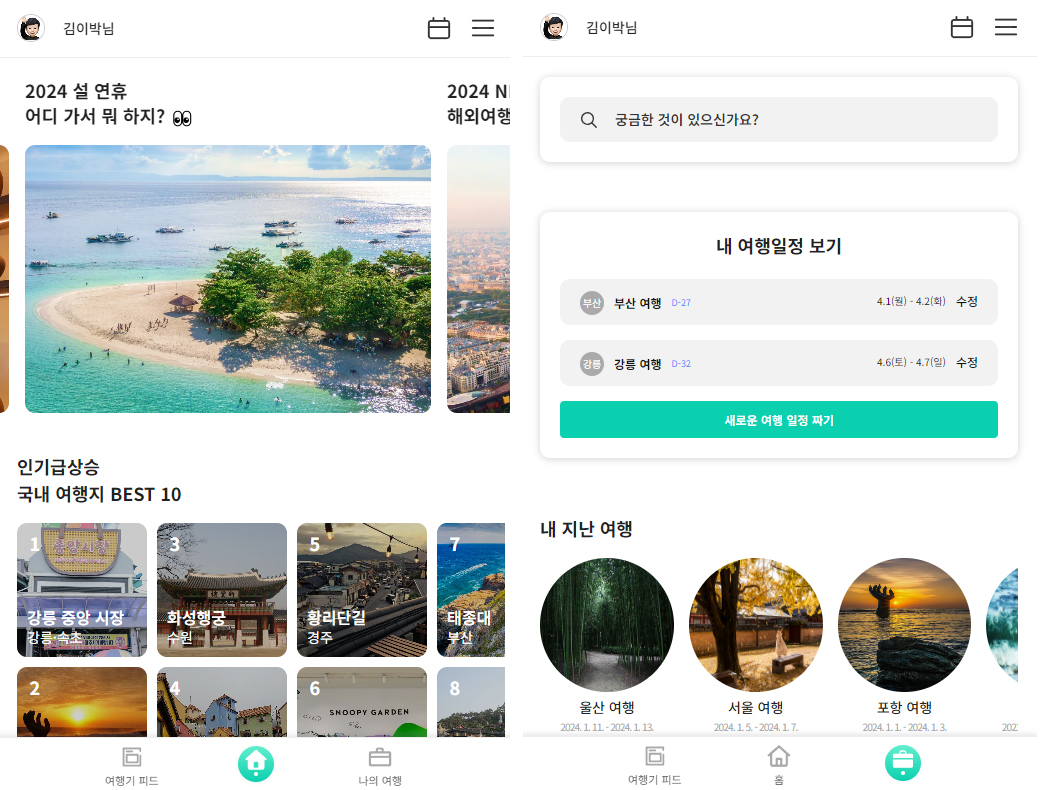 김이박님
2024 설 연휴
어디 가서 뭐 하지? 👀
2024 N
해외여행
인기급상승
국내 여행지 BEST 10
1
중앙시장
강릉 중앙 시장
강릉·속초
3
화성행궁
수원
5
황리단길
경주
7
태종대
부산
2
4
6
SNOOPY GARDEN
8
여행기 피드
나의 여행
김이박님
궁금한 것이 있으신가요?
내 여행일정 보기
부산 부산 여행 D-27 4.1(월) - 4.2(화) 수정
강릉 강릉 여행 D-32 4.6(토) - 4.7(일) 수정
새로운 여행 일정 짜기
내 지난 여행
울산 여행
2024. 1. 11. - 2024. 1. 13.
서울 여행
2024. 1. 5. - 2024. 1. 7.
포항 여행
2024. 1. 1. - 2024. 1. 3.
202
여행기 피드
홈